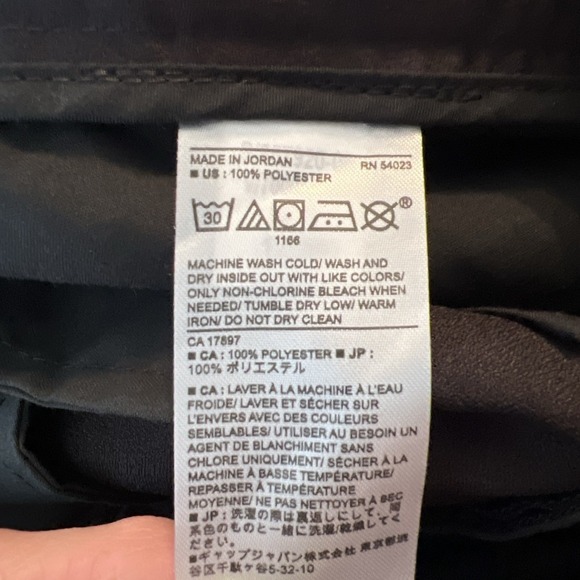 MADE IN JORDAN RN 54023
■ US : 100% POLYESTER
30
®
1166
MACHINE WASH COLD/ WASH AND
DRY INSIDE OUT WITH LIKE COLORS/
ONLY NON-CHLORINE BLEACH WHEN
NEEDED/ TUMBLE DRY LOW/ WARM
IRON/ DO NOT DRY CLEAN
CA 17897
■ CA : 100% POLYESTER ■ JP :
100% ポリエステル
■ CA : LAVER À LA MACHINE À L'EAU
FROIDE/ LAVER ET SÉCHER SUR
L'ENVERS AVEC DES COULEURS
SEMBLABLES/ UTILISER AU BESOIN UN
AGENT DE BLANCHIMENT SANS
CHLORE UNIQUEMENT/ SÉCHER À LA
MACHINE À BASSE TEMPÉRATURE/
REPASSER À TEMPÉRATURE
MOYENNE/ NE PAS NETTOYER À SEC
■ JP : 洗濯の際は裏返しにして、同
系色のものと一緒に洗濯/乾燥してく
ださい。
■ギャップジャパン株式会社 東京都渋
谷区千駄ヶ谷5-32-10